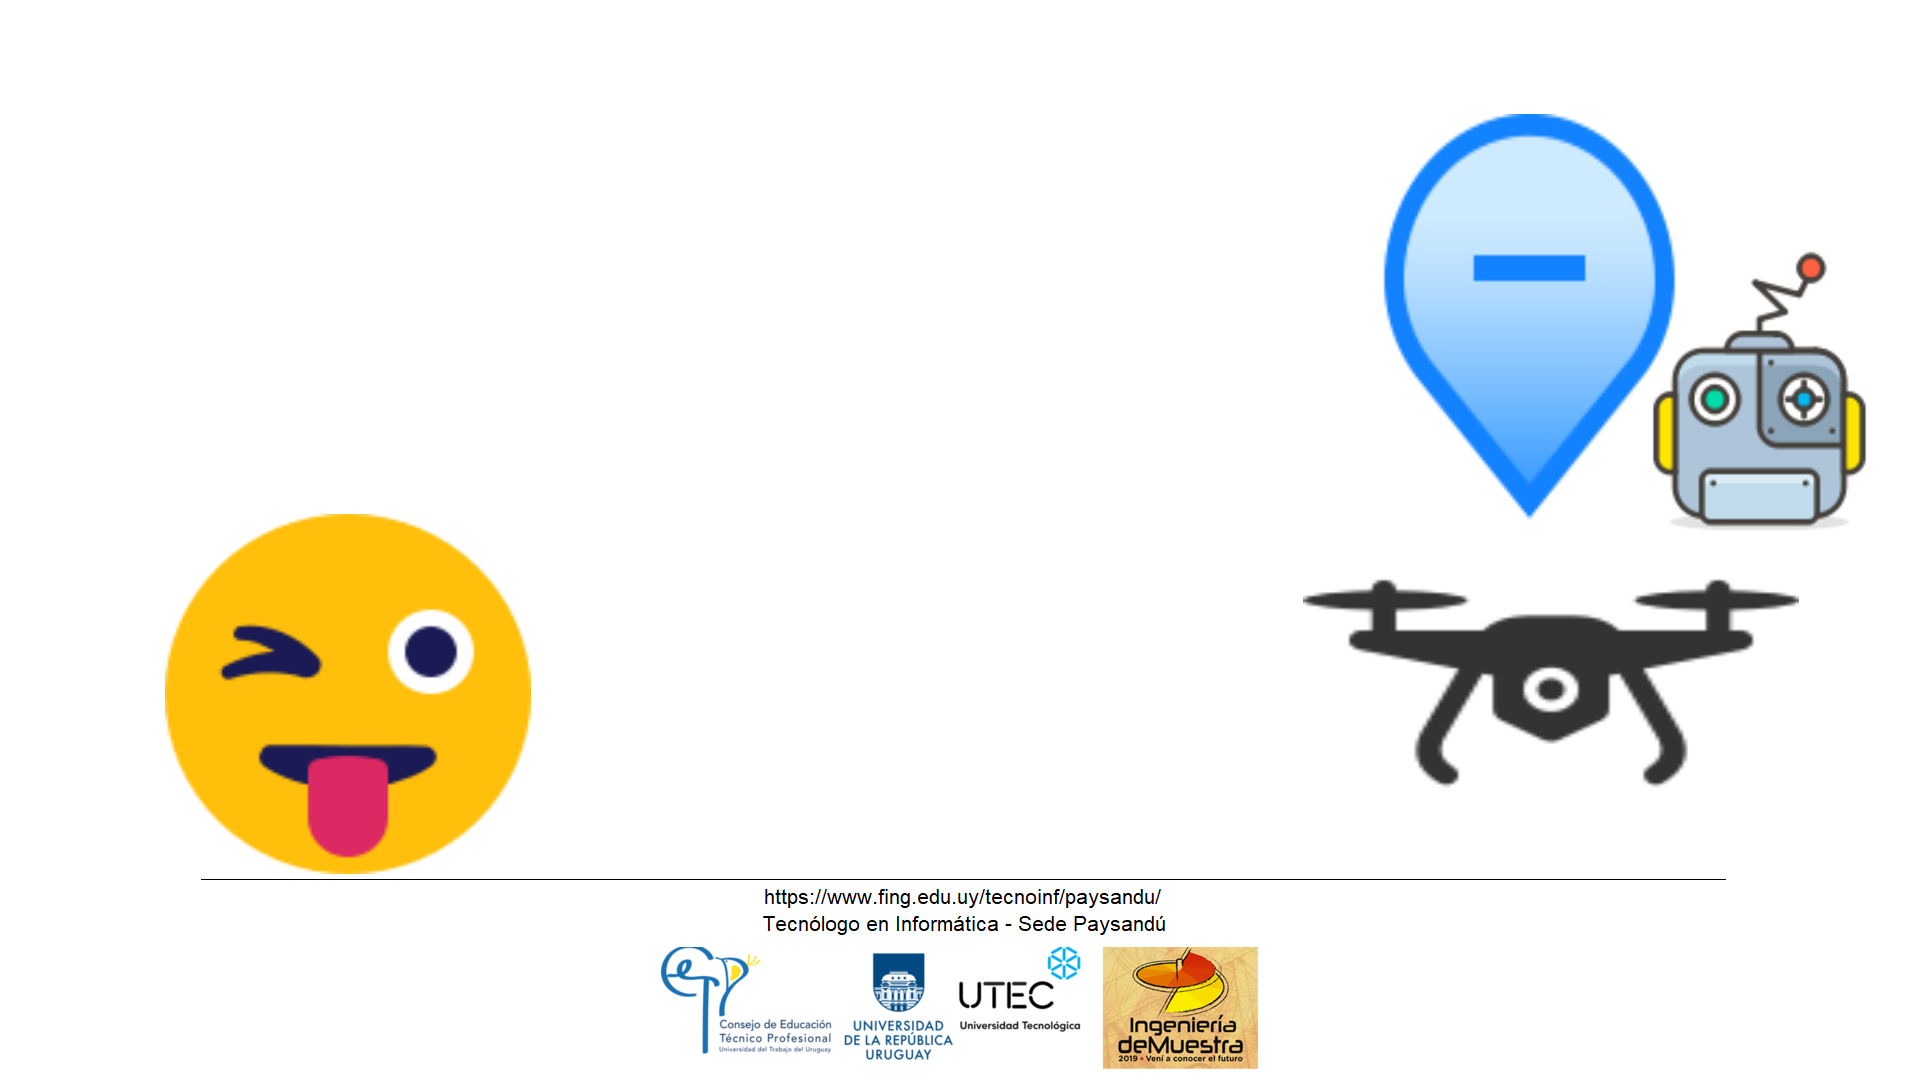 https://www.fing.edu.uy/tecnoinf/paysandu/
Tecnólogo en Informática - Sede Paysandú
Consejo de Educación
Técnico Profesional
Universidad del Trabajo del Uruguay
UNIVERSIDAD
DE LA REPÚBLICA
URUGUAY
UTEC
Universidad Tecnológica
Ingeniería
deMuestra
2019 • Vení a conocer el futuro